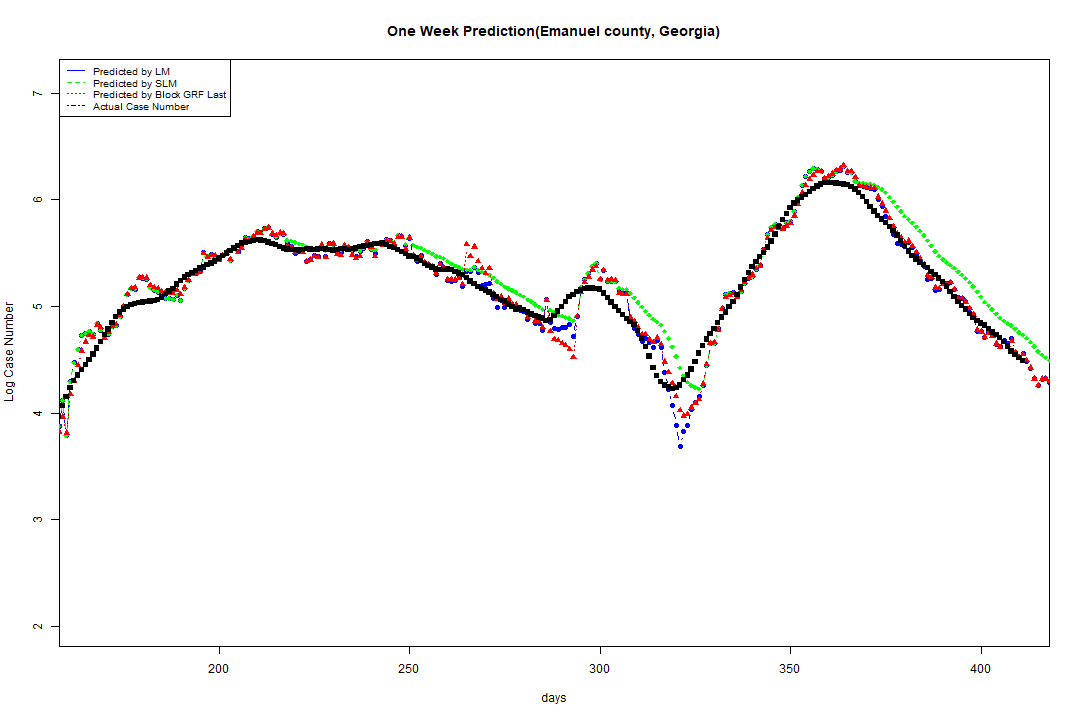 One Week Prediction(Emanuel county, Georgia)
Predicted by LM
Predicted by SLM
Predicted by Block GRF Last
Actual Case Number
7
6
5
4
3
2
Log Case Number
200 250 300 350 400
days